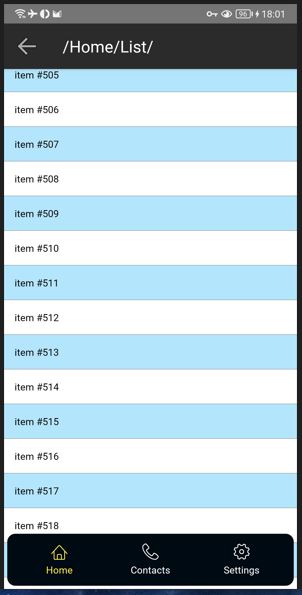 96 18:01
/Home/List/
item #505
item #506
item #507
item #508
item #509
item #510
item #511
item #512
item #513
item #514
item #515
item #516
item #517
item #518
Home Contacts Settings